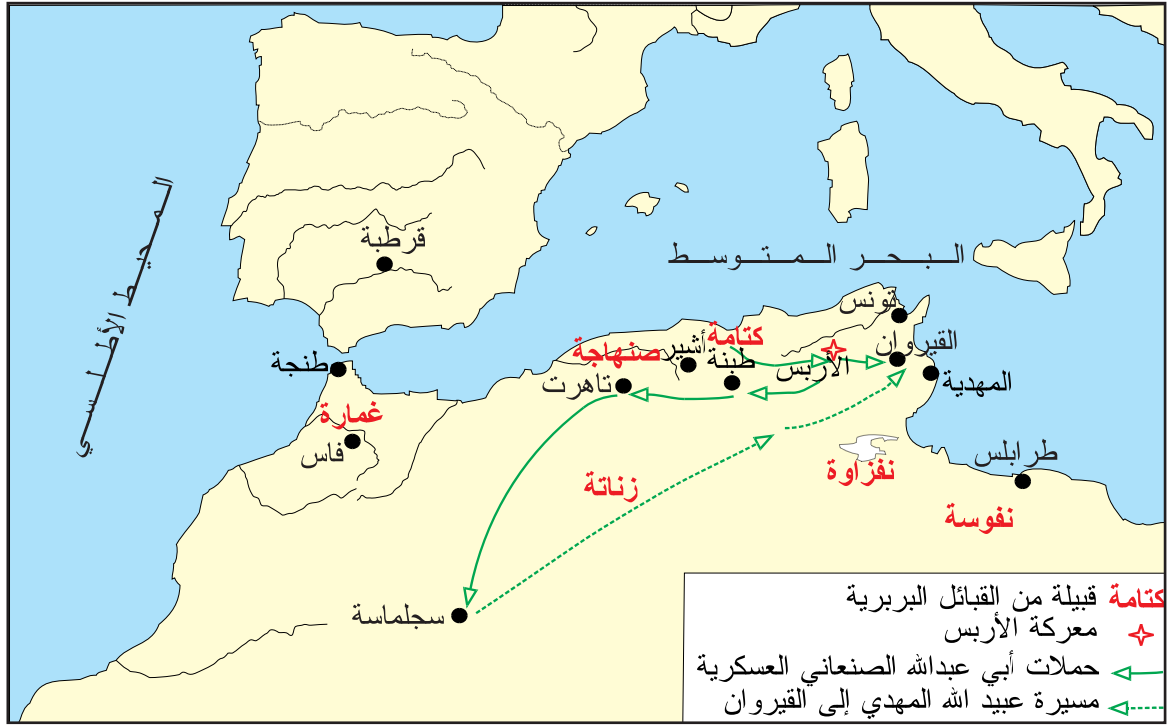 قرطبة
المحيط الأطلسي
البحر المتوسط
تونس
القيروان
كتامة
أشير
صنهاجة
طبنة
الأربس
المهدية
تاهرت
طنجة
غمارة
فاس
زناتة
نفزاوة
طرابلس
نفوسة
سجلماسة
كتامة قبيلة من القبائل البربرية
معركة الأربس
حملات أبي عبدالله الصنعاني العسكرية
مسيرة عبيد الله المهدي إلى القيروان